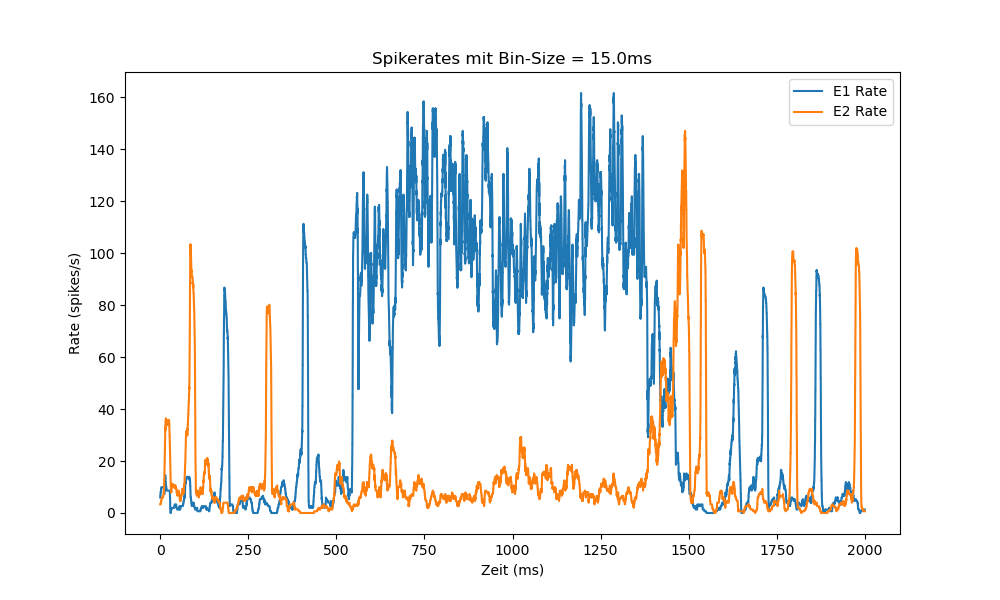 Spikerates mit Bin-Size = 15.0ms
E1 Rate
E2 Rate
160
140
120
100
80
60
40
20
0
Rate (spikes/s)
0 250 500 750 1000 1250 1500 1750 2000
Zeit (ms)